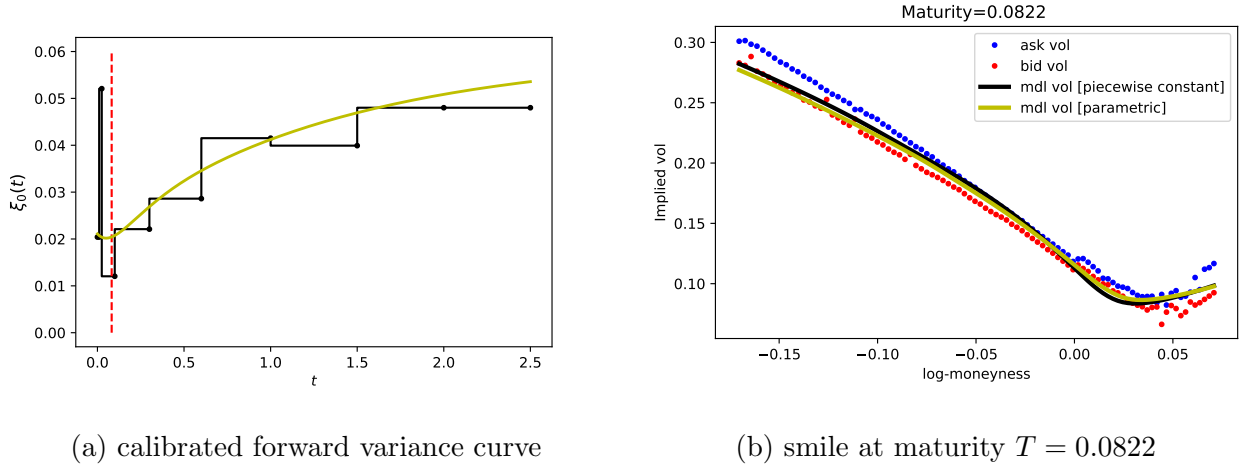 0.06
0.05
0.04
0.03
0.02
0.01
0.00
ξ₀(t)
0.0 0.5 1.0 1.5 2.0 2.5
t
(a) calibrated forward variance curve
Maturity=0.0822
0.30
0.25
0.20
0.15
0.10
Implied vol
ask vol
bid vol
mdl vol [piecewise constant]
mdl vol [parametric]
−0.15 −0.10 −0.05 0.00 0.05
log-moneyness
(b) smile at maturity T = 0.0822